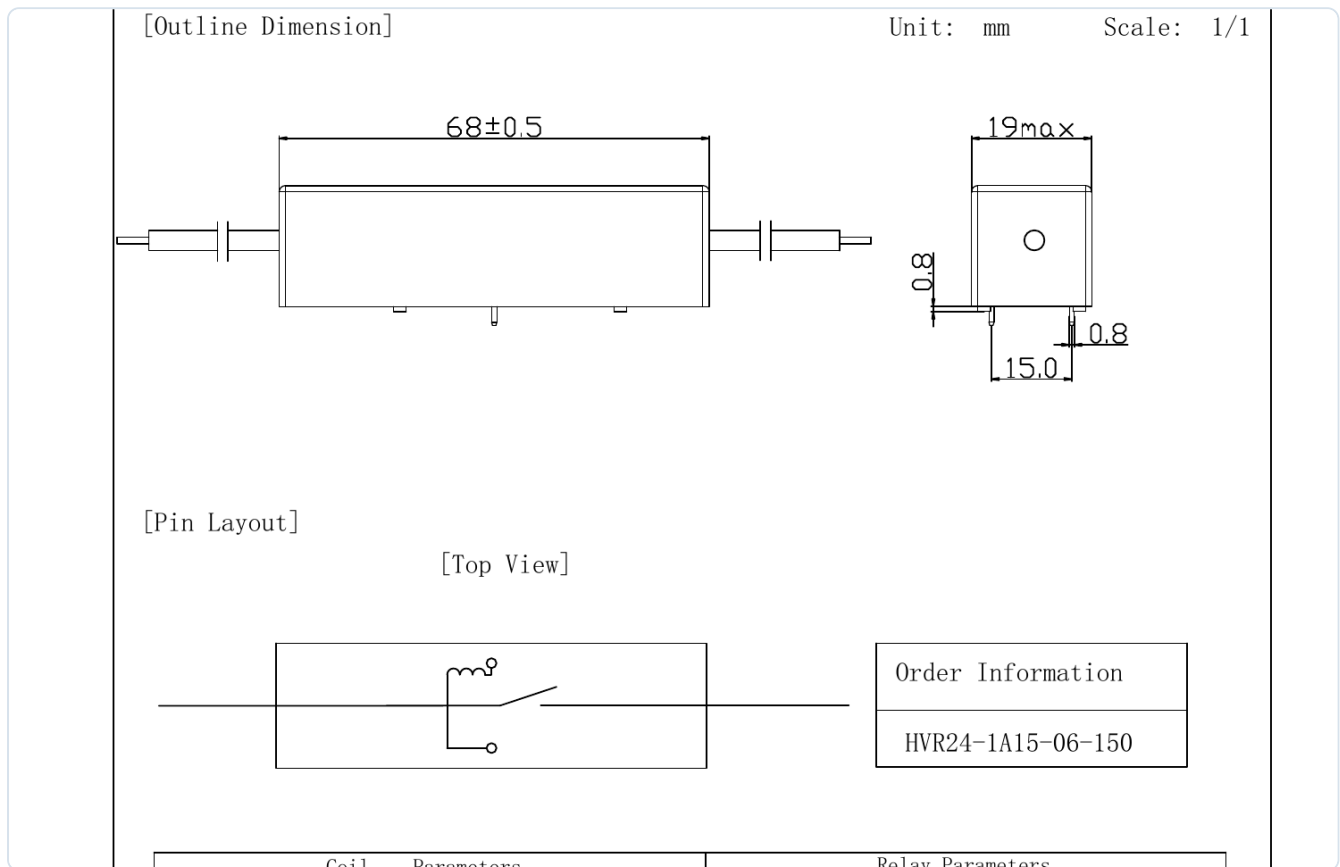 [Outline Dimension] Unit: mm Scale: 1/1
68±0.5
19max
0.8
0.8
15.0
[Pin Layout]
[Top View]
Order Information
HVR24-1A15-06-150
Coil Parameters Relay Parameters